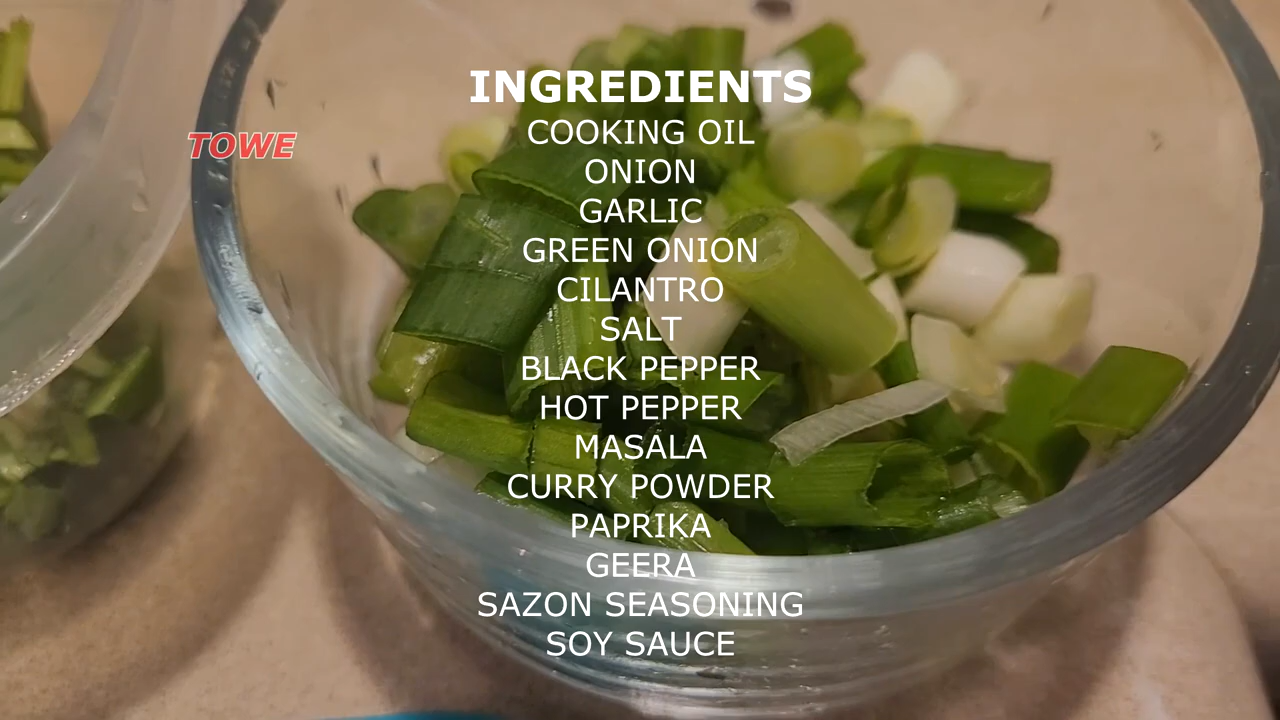 INGREDIENTS
TOWE
COOKING OIL
ONION
GARLIC
GREEN ONION
CILANTRO
SALT
BLACK PEPPER
HOT PEPPER
MASALA
CURRY POWDER
PAPRIKA
GEERA
SAZON SEASONING
SOY SAUCE